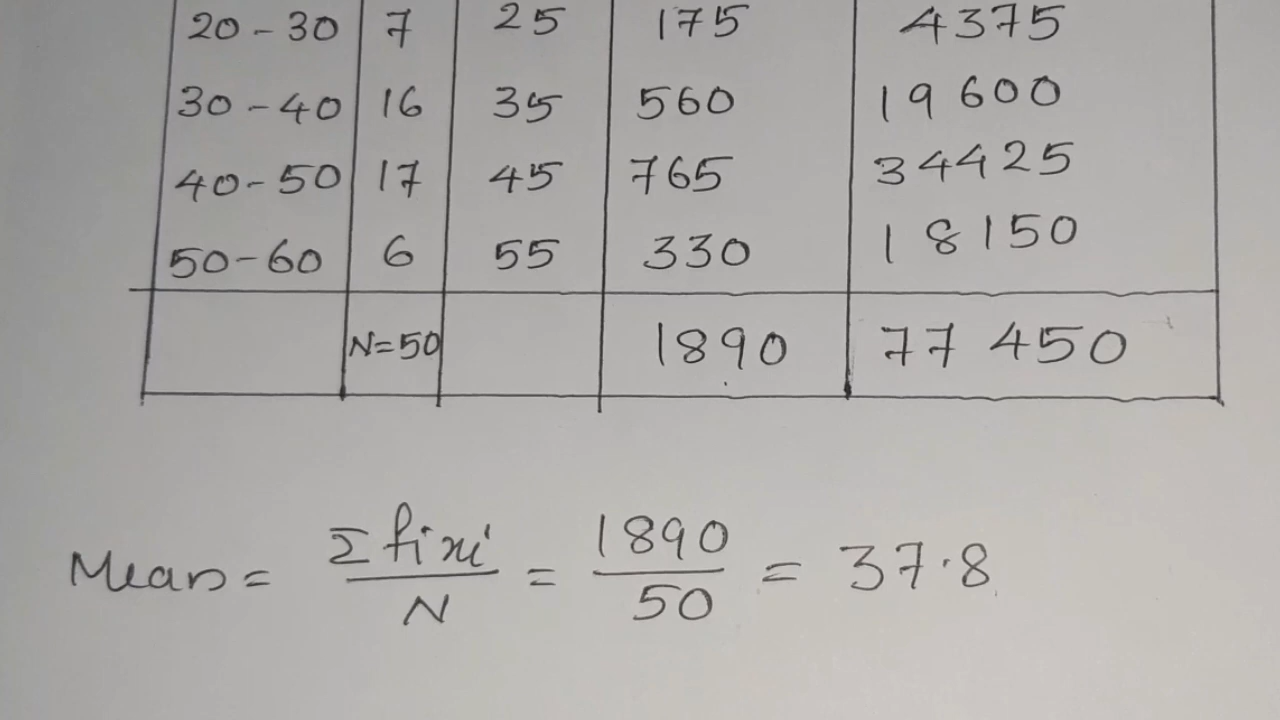 20-30 7 25 175 4375
30-40 16 35 560 19600
40-50 17 45 765 34425
50-60 6 55 330 18150
N=50 1890 77450
Mean = Σfixi / N = 1890 / 50 = 37.8